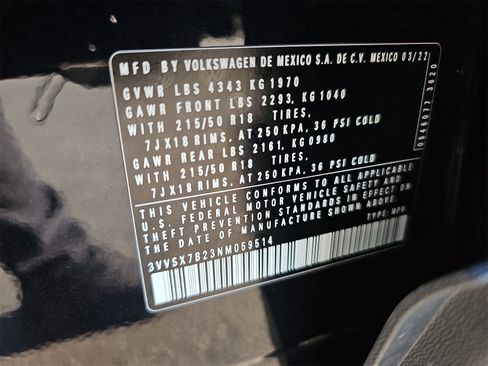 MFD BY VOLKSWAGEN DE MEXICO S.A. DE C.V. MEXICO 03/22
GVWR LBS 4343 KG 1970
GAWR FRONT LBS 2293, KG 1040
WITH 215/50 R18 TIRES,
7JX18 RIMS, AT 250 KPA, 36 PSI COLD
GAWR REAR LBS 2161, KG 0980
WITH 215/50 R18 TIRES,
7JX18 RIMS, AT 250 KPA, 36 PSI COLD
THIS VEHICLE CONFORMS TO ALL APPLICABLE
U.S. FEDERAL MOTOR VEHICLE SAFETY AND
THEFT PREVENTION STANDARDS IN EFFECT ON
THE DATE OF MANUFACTURE SHOWN ABOVE.
3VVSX7B23NM059514 TYPE: MPV
0646077 3620